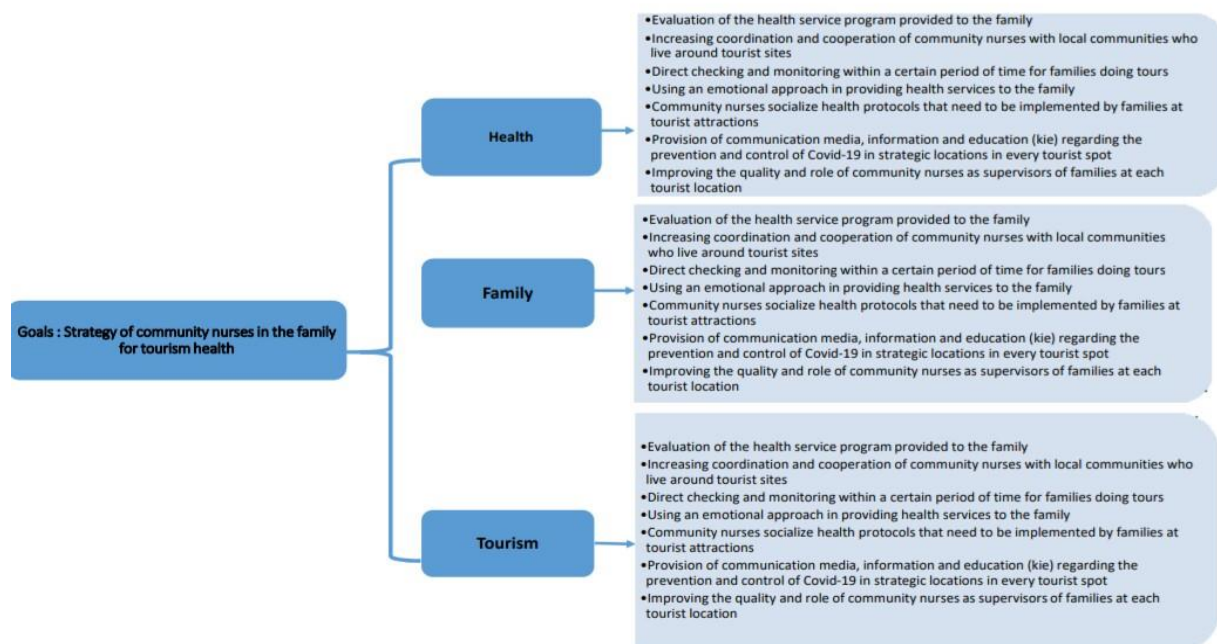 •Evaluation of the health service program provided to the family
•Increasing coordination and cooperation of community nurses with local communities who
live around tourist sites
•Direct checking and monitoring within a certain period of time for families doing tours
•Using an emotional approach in providing health services to the family
•Community nurses socialize health protocols that need to be implemented by families at
tourist attractions
•Provision of communication media, information and education (kie) regarding the
prevention and control of Covid-19 in strategic locations in every tourist spot
•Improving the quality and role of community nurses as supervisors of families at each
tourist location
Health
•Evaluation of the health service program provided to the family
•Increasing coordination and cooperation of community nurses with local communities
who live around tourist sites
•Direct checking and monitoring within a certain period of time for families doing tours
•Using an emotional approach in providing health services to the family
•Community nurses socialize health protocols that need to be implemented by families at
tourist attractions
•Provision of communication media, information and education (kie) regarding the
prevention and control of Covid-19 in strategic locations in every tourist spot
•Improving the quality and role of community nurses as supervisors of families at each
tourist location
Family
Goals : Strategy of community nurses in the family
for tourism health
•Evaluation of the health service program provided to the family
•Increasing coordination and cooperation of community nurses with local communities who
live around tourist sites
•Direct checking and monitoring within a certain period of time for families doing tours
•Using an emotional approach in providing health services to the family
•Community nurses socialize health protocols that need to be implemented by families at
tourist attractions
•Provision of communication media, information and education (kie) regarding the
prevention and control of Covid-19 in strategic locations in every tourist spot
•Improving the quality and role of community nurses as supervisors of families at each
tourist location
Tourism